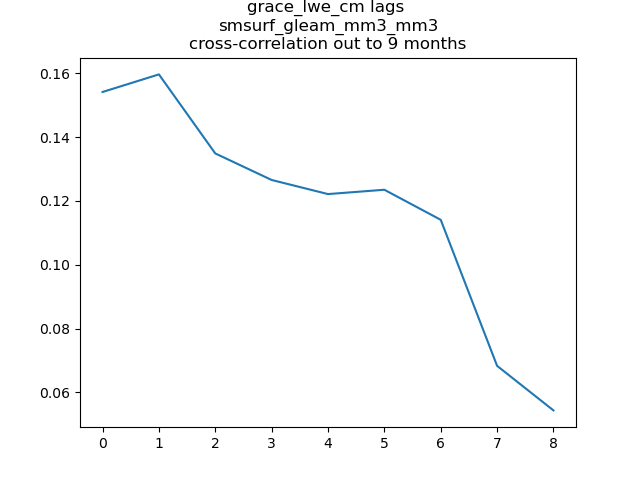 grace_lwe_cm lags
smsurf_gleam_mm3_mm3
cross-correlation out to 9 months
0.16
0.14
0.12
0.10
0.08
0.06
0 1 2 3 4 5 6 7 8